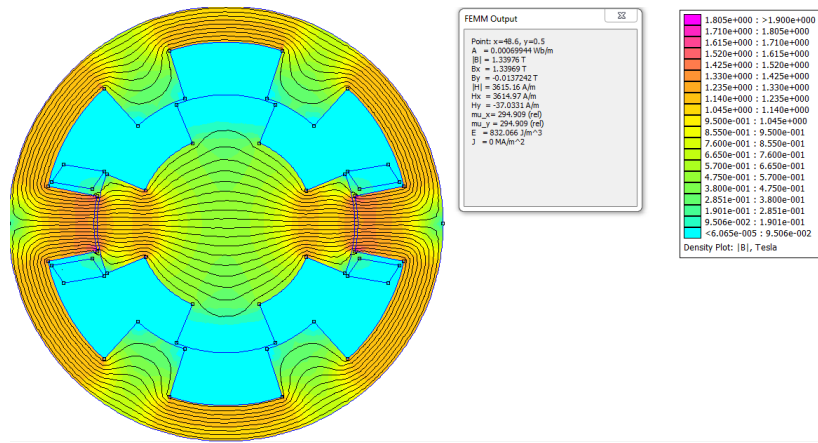 FEMM Output
Point: x=48.6, y=0.5
A = 0.00069944 Wb/m
|B| = 1.33976 T
Bx = 1.33969 T
By = -0.0137242 T
|H| = 3615.16 A/m
Hx = 3614.97 A/m
Hy = -37.0331 A/m
mu_x= 294.909 (rel)
mu_y = 294.909 (rel)
E = 832.066 J/m^3
J = 0 MA/m^2
1.805e+000 : >1.900e+000
1.710e+000 : 1.805e+000
1.615e+000 : 1.710e+000
1.520e+000 : 1.615e+000
1.425e+000 : 1.520e+000
1.330e+000 : 1.425e+000
1.235e+000 : 1.330e+000
1.140e+000 : 1.235e+000
1.045e+000 : 1.140e+000
9.500e-001 : 1.045e+000
8.551e-001 : 9.500e-001
7.600e-001 : 8.551e-001
6.650e-001 : 7.600e-001
5.700e-001 : 6.650e-001
4.750e-001 : 5.700e-001
3.800e-001 : 4.750e-001
2.851e-001 : 3.800e-001
1.901e-001 : 2.851e-001
9.506e-002 : 1.901e-001
<6.065e-005 : 9.506e-002
Density Plot: |B|, Tesla